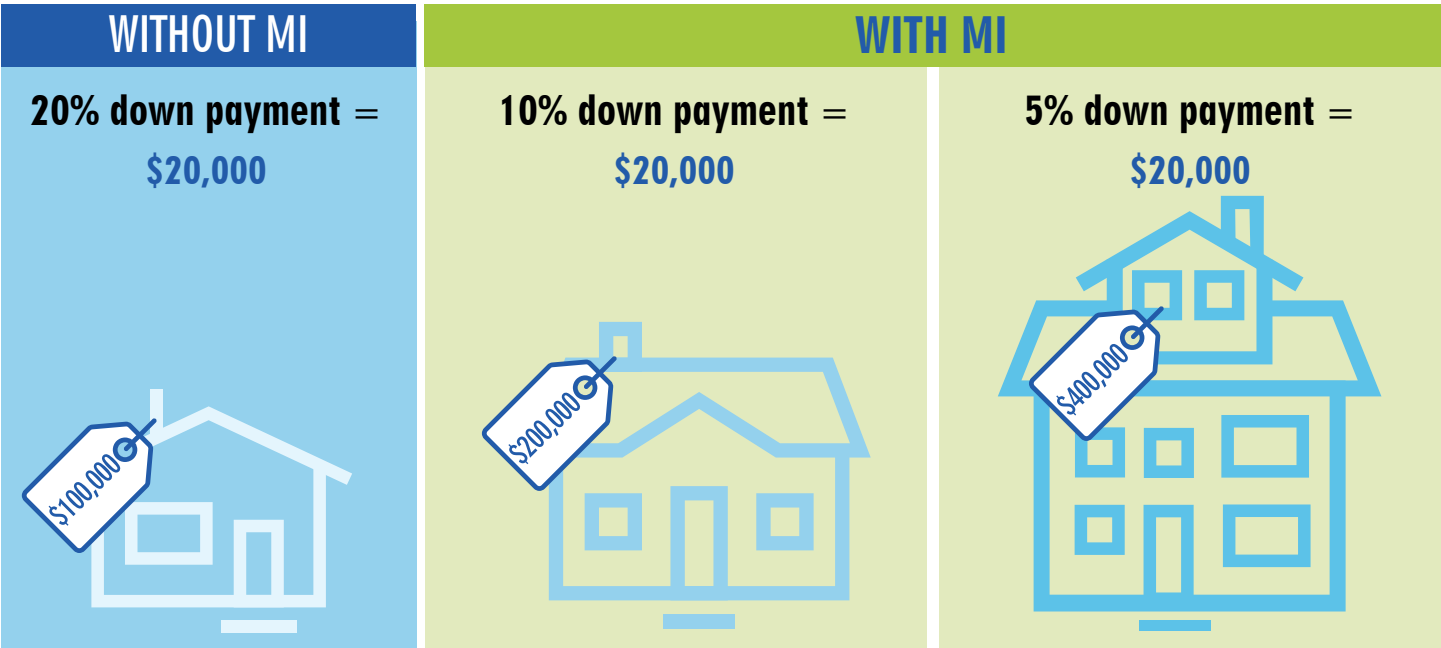 WITHOUT MI
20% down payment =
$20,000
$100,000
WITH MI
10% down payment =
$20,000
$200,000
5% down payment =
$20,000
$400,000